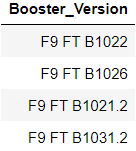 Booster_Version
F9 FT B1022
F9 FT B1026
F9 FT B1021.2
F9 FT B1031.2